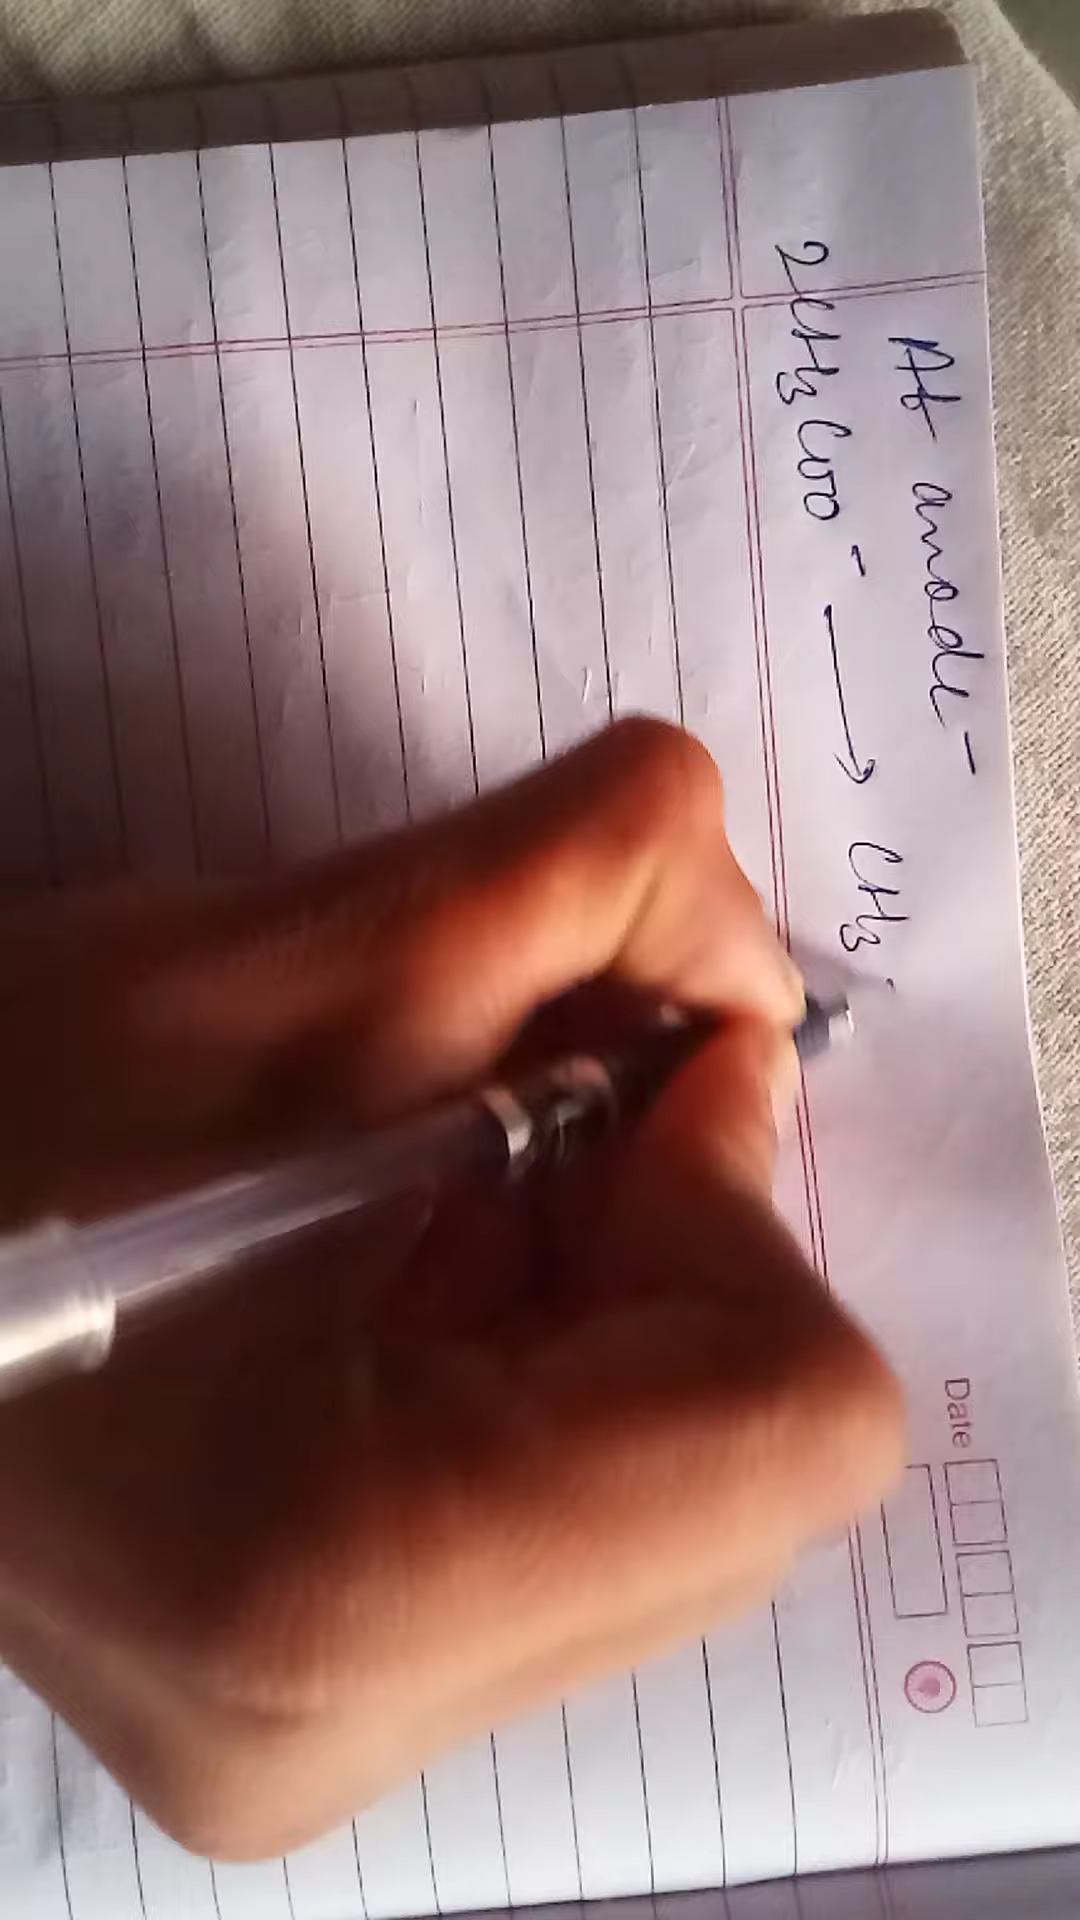 At anode -
2CH3COO - → CH3
Date